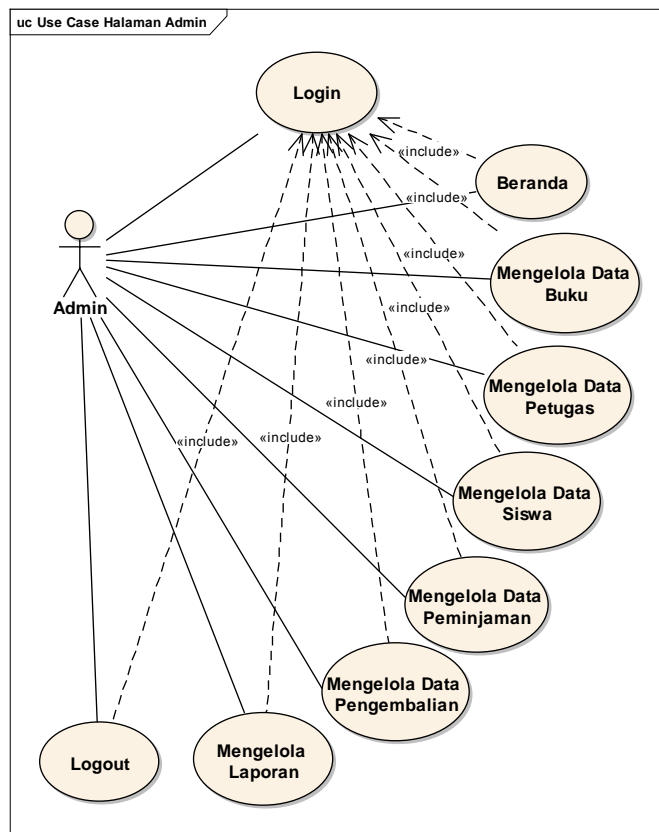 uc Use Case Halaman Admin
Login
«include»
Beranda
«include»
Mengelola Data
Buku
«include»
Admin
«include»
«include»
Mengelola Data
Petugas
«include»
«include»
«include»
Mengelola Data
Siswa
Mengelola Data
Peminjaman
Mengelola Data
Pengembalian
Mengelola
Laporan
Logout